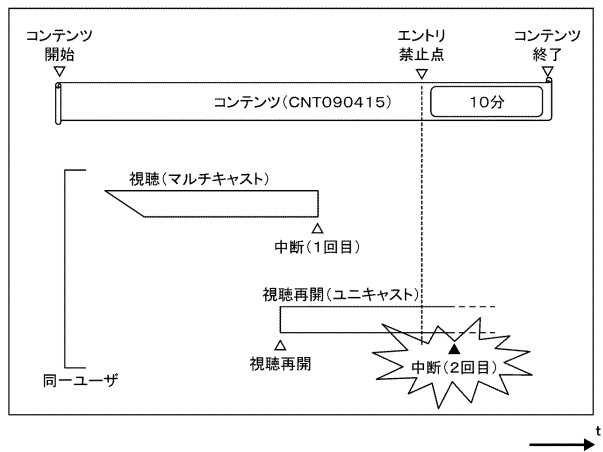 コンテンツ
開始
エントリ
禁止点
コンテンツ
終了
コンテンツ(CNT090415)
10分
視聴(マルチキャスト)
中断(1回目)
視聴再開(ユニキャスト)
視聴再開
中断(2回目)
同一ユーザ
t